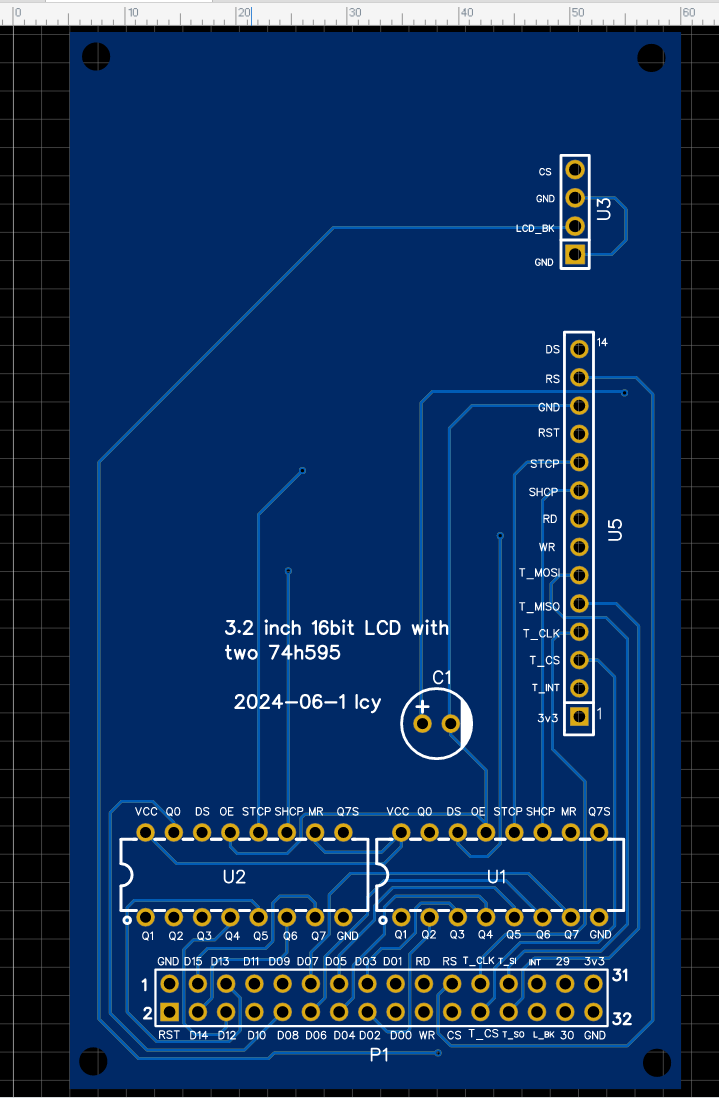 0 10 20 30 40 50 60
CS
GND
U3
LCD_BK
GND
14
DS
RS
GND
RST
STCP
SHCP
RD
U5
WR
T_MOSI
T_MISO
T_CLK
T_CS
T_INT
3v3 1
3.2 inch 16bit LCD with
two 74h595
2024-06-1 lcy
C1
+
VCC Q0 DS OE STCP SHCP MR Q7S
VCC Q0 DS OE STCP SHCP MR Q7S
U2
U1
Q1 Q2 Q3 Q4 Q5 Q6 Q7 GND
Q1 Q2 Q3 Q4 Q5 Q6 Q7 GND
GND D15 D13 D11 D09 D07 D05 D03 D01 RD RS T_CLK T_SI INT 29 3v3
1 31
2 32
RST D14 D12 D10 D08 D06 D04 D02 D00 WR CS T_CS T_SO L_BK 30 GND
P1